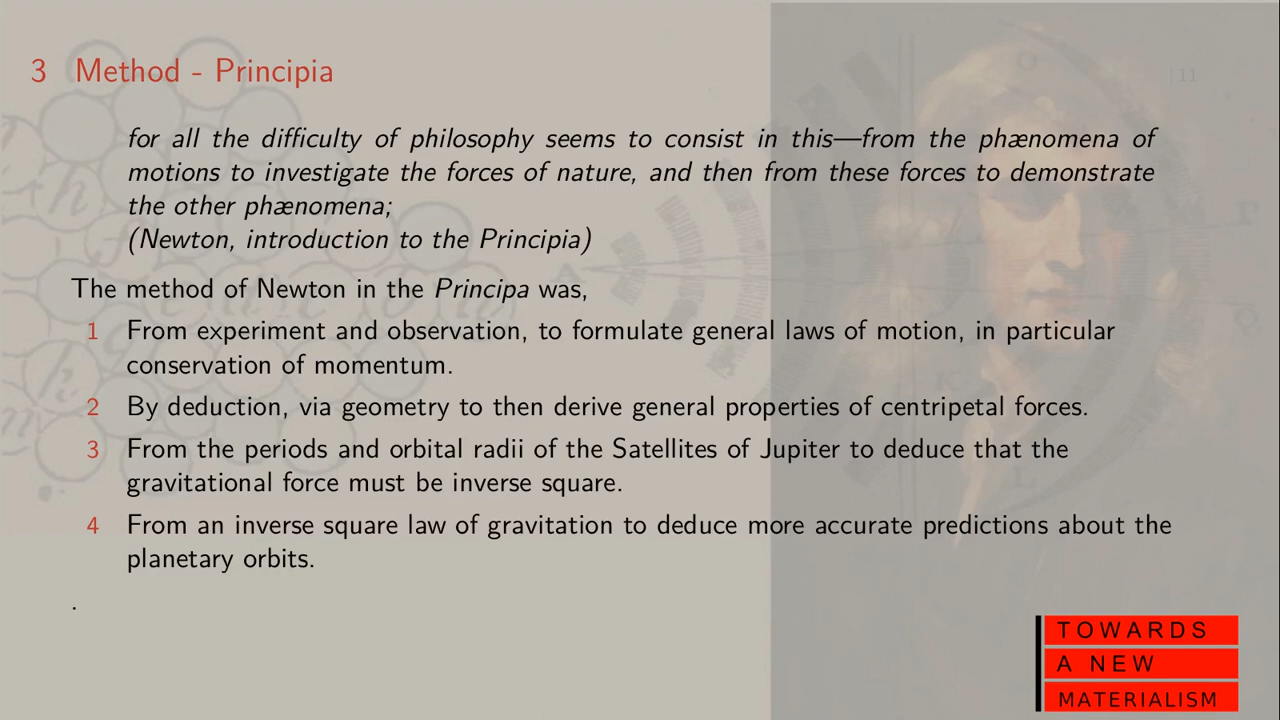 3 Method - Principia
|11
for all the difficulty of philosophy seems to consist in this—from the phænomena of
motions to investigate the forces of nature, and then from these forces to demonstrate
the other phænomena;
(Newton, introduction to the Principia)
The method of Newton in the Principa was,
1 From experiment and observation, to formulate general laws of motion, in particular
conservation of momentum.
2 By deduction, via geometry to then derive general properties of centripetal forces.
3 From the periods and orbital radii of the Satellites of Jupiter to deduce that the
gravitational force must be inverse square.
4 From an inverse square law of gravitation to deduce more accurate predictions about the
planetary orbits.
.
TOWARDS
A NEW
MATERIALISM